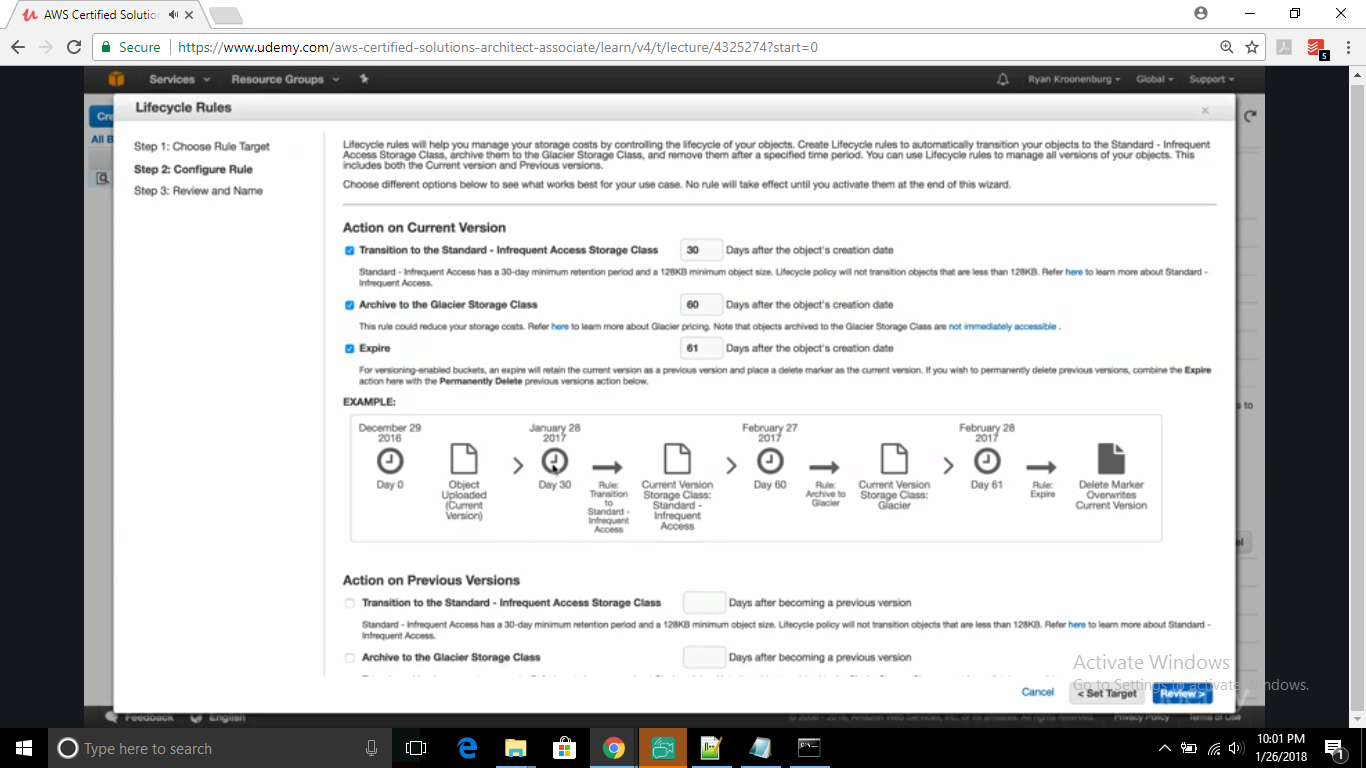 AWS Certified Solutio
Secure
https://www.udemy.com/aws-certified-solutions-architect-associate/learn/v4/t/lecture/4325274?start=0
5
Services
Resource Groups
Ryan Kroonenburg
Global
Support
Cre
All B
Lifecycle Rules
×
Step 1: Choose Rule Target
Step 2: Configure Rule
Step 3: Review and Name
Lifecycle rules will help you manage your storage costs by controlling the lifecycle of your objects. Create Lifecycle rules to automatically transition your objects to the Standard - Infrequent
Access Storage Class, archive them to the Glacier Storage Class, and remove them after a specified time period. You can use Lifecycle rules to manage all versions of your objects. This
includes both the Current version and Previous versions.
Choose different options below to see what works best for your use case. No rule will take effect until you activate them at the end of this wizard.
Action on Current Version
Transition to the Standard - Infrequent Access Storage Class 30 Days after the object's creation date
Standard - Infrequent Access has a 30-day minimum retention period and a 128KB minimum object size. Lifecycle policy will not transition objects that are less than 128KB. Refer here to learn more about Standard -
Infrequent Access.
Archive to the Glacier Storage Class 60 Days after the object's creation date
This rule could reduce your storage costs. Refer here to learn more about Glacier pricing. Note that objects archived to the Glacier Storage Class are not immediately accessible .
Expire 61 Days after the object's creation date
For versioning-enabled buckets, an expire will retain the current version as a previous version and place a delete marker as the current version. If you wish to permanently delete previous versions, combine the Expire
action here with the Permanently Delete previous versions action below.
EXAMPLE:
s to
December 29
2016
Day 0
Object
Uploaded
(Current
Version)
January 28
2017
Day 30
Rule:
Transition
to
Standard -
Infrequent
Access
Current Version
Storage Class:
Standard -
Infrequent
Access
February 27
2017
Day 60
Rule:
Archive to
Glacier
Current Version
Storage Class:
Glacier
February 28
2017
Day 61
Rule:
Expire
Delete Marker
Overwrites
Current Version
el
Action on Previous Versions
Transition to the Standard - Infrequent Access Storage Class Days after becoming a previous version
Standard - Infrequent Access has a 30-day minimum retention period and a 128KB minimum object size. Lifecycle policy will not transition objects that are less than 128KB. Refer here to learn more about Standard -
Infrequent Access.
Archive to the Glacier Storage Class Days after becoming a previous version
Activate Windows
Go to Settings to activate Windows.
Cancel
< Set Target
Review >
Feedback
English
Privacy Policy
Terms of Use
Type here to search
10:01 PM
1/26/2018
1